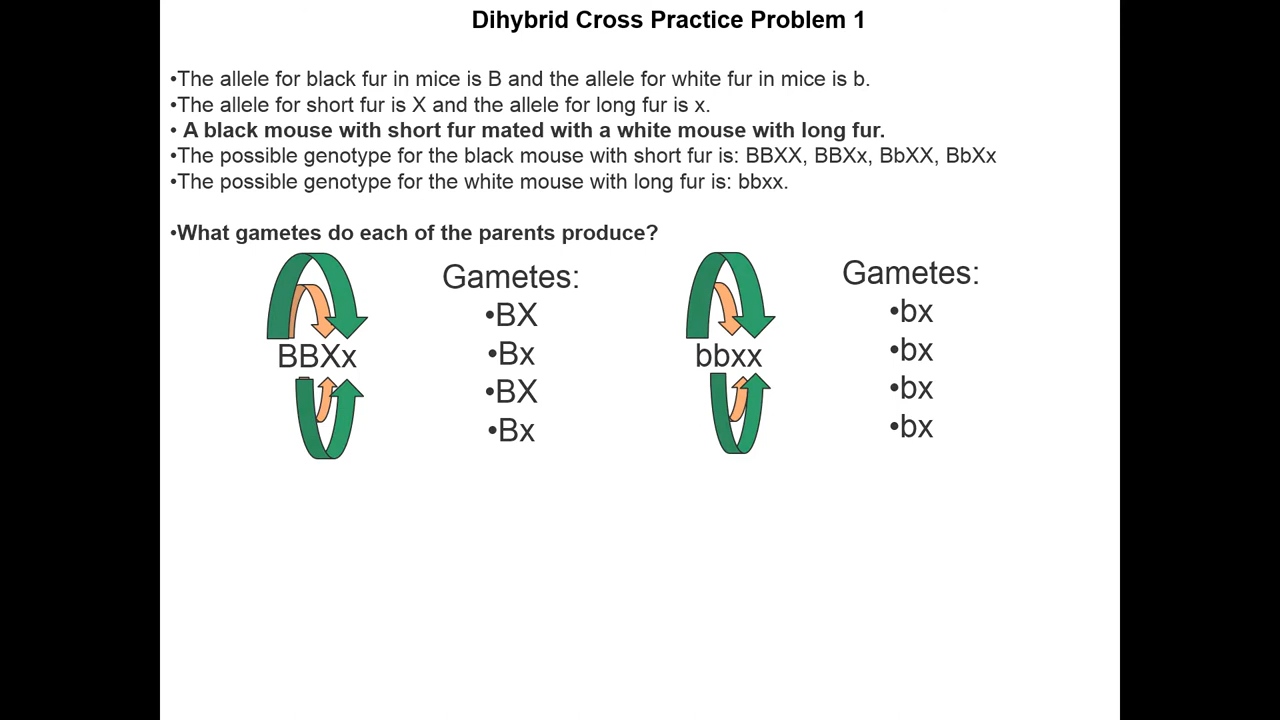 Dihybrid Cross Practice Problem 1
•The allele for black fur in mice is B and the allele for white fur in mice is b.
•The allele for short fur is X and the allele for long fur is x.
• A black mouse with short fur mated with a white mouse with long fur.
•The possible genotype for the black mouse with short fur is: BBXX, BBXx, BbXX, BbXx
•The possible genotype for the white mouse with long fur is: bbxx.
•What gametes do each of the parents produce?
BBXx
Gametes:
•BX
•Bx
•BX
•Bx
bbxx
Gametes:
•bx
•bx
•bx
•bx